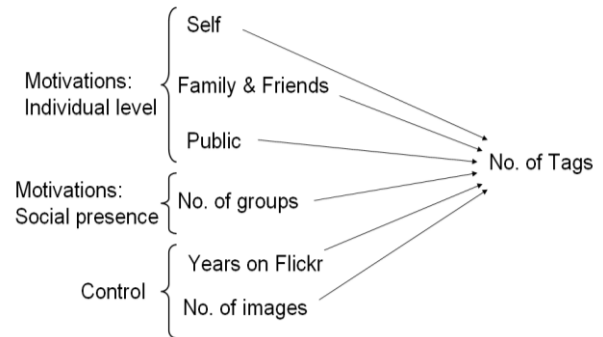 Self
Motivations:
Individual level
Family & Friends
Public
No. of Tags
Motivations:
Social presence
No. of groups
Years on Flickr
Control
No. of images